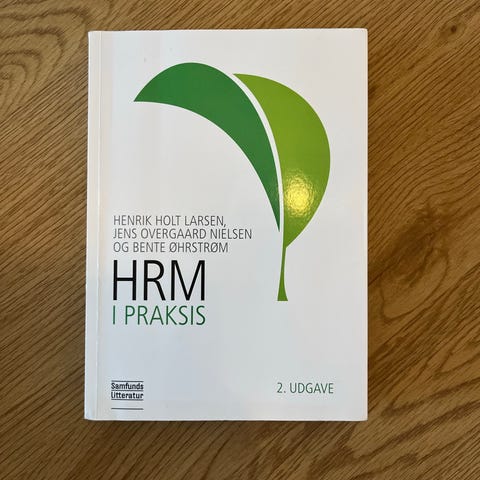 HENRIK HOLT LARSEN,
JENS OVERGAARD NIELSEN
OG BENTE ØHRSTRØM
HRM
I PRAKSIS
Samfunds
litteratur
2. UDGAVE